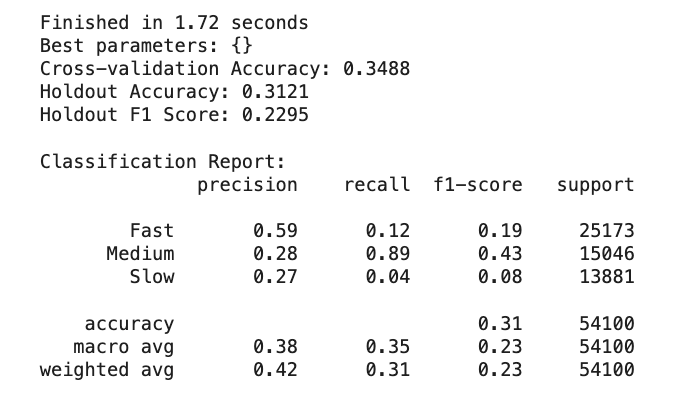 Finished in 1.72 seconds
Best parameters: {}
Cross-validation Accuracy: 0.3488
Holdout Accuracy: 0.3121
Holdout F1 Score: 0.2295
Classification Report:
precision recall f1-score support
Fast 0.59 0.12 0.19 25173
Medium 0.28 0.89 0.43 15046
Slow 0.27 0.04 0.08 13881
accuracy 0.31 54100
macro avg 0.38 0.35 0.23 54100
weighted avg 0.42 0.31 0.23 54100